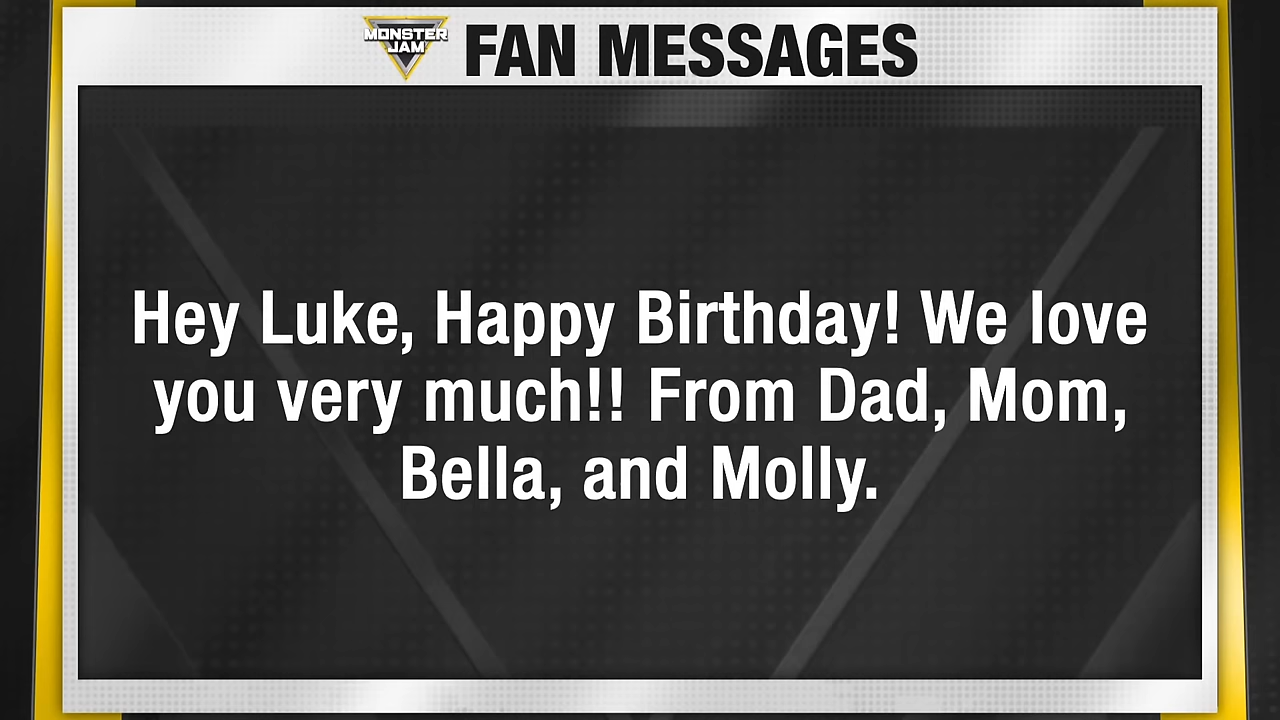 MONSTER
JAM
FAN MESSAGES
Hey Luke, Happy Birthday! We love
you very much!! From Dad, Mom,
Bella, and Molly.